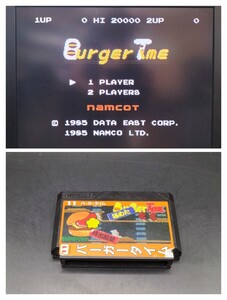 1UP 0 HI 20000 2UP 0
BurgerTime
1 PLAYER
2 PLAYERS
namcot
© 1985 DATA EAST CORP.
1985 NAMCO LTD.
バーガータイム